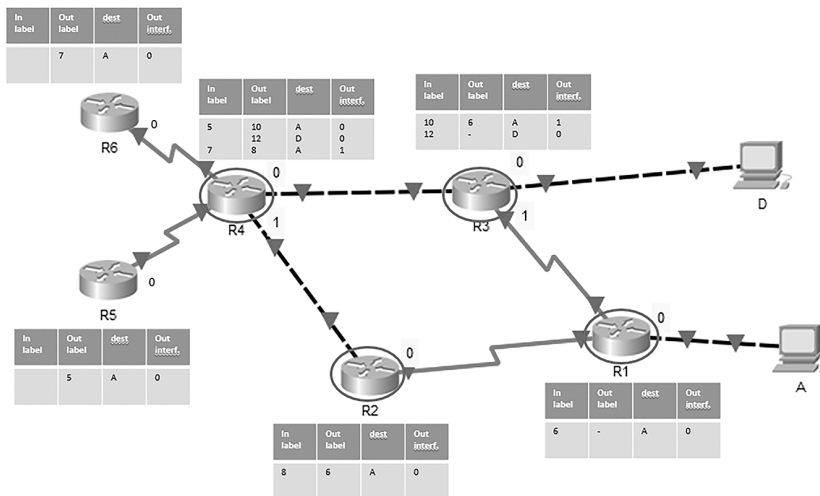 In label Out label dest Out interf.
7 A 0
0
R6
In label Out label dest Out interf.
5 10 A 0
12 D 0
7 8 A 1
In label Out label dest Out interf.
10 6 A 1
12 - D 0
0
R4
1
0
R3
1
D
0
R5
In label Out label dest Out interf.
5 A 0
0
R2
0
R1
A
In label Out label dest Out interf.
6 - A 0
In label Out label dest Out interf.
8 6 A 0